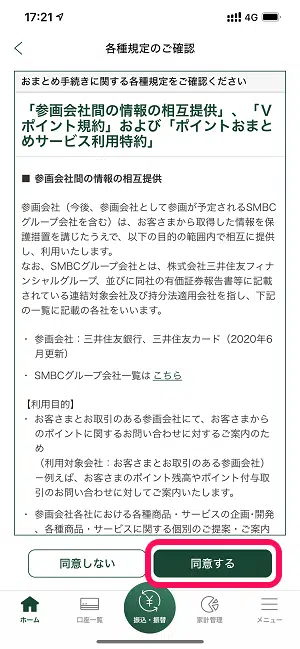 17:21 4G
各種規定のご確認
おまとめ手続きに関する各種規定をご確認ください
「参画会社間の情報の相互提供」、「V
ポイント規約」および「ポイントおまと
めサービス利用特約」
■ 参画会社間の情報の相互提供
参画会社（今後、参画会社として参画が予定されるSMBC
グループ会社を含む）は、お客さまから取得した情報を保
護措置を講じたうえで、以下の目的の範囲内で相互に提供
し、利用いたします。
なお、SMBCグループ会社とは、株式会社三井住友フィナ
ンシャルグループ、並びに同社の有価証券報告書等に記載
されている連結対象会社及び持分法適用会社を指し、下記
の一覧に記載の各社をいいます。
・ 参画会社：三井住友銀行、三井住友カード（2020年6
月更新）
・ SMBCグループ会社一覧は こちら
【利用目的】
・ お客さまとお取引のある参画会社にて、お客さまから
のポイントに関するお問い合わせに対するご案内のた
め
（利用対象会社：お客さまとお取引のある参画会社）
－例えば、お客さまのポイント残高やポイント付与取
引のお問い合わせに対してご案内いたします。
・ 参画会社各社における各種商品・サービスの企画・開発
、各種商品・サービスに関する個別のご提案・ご案内
同意しない 同意する
ホーム 口座一覧 振込・振替 家計管理 メニュー